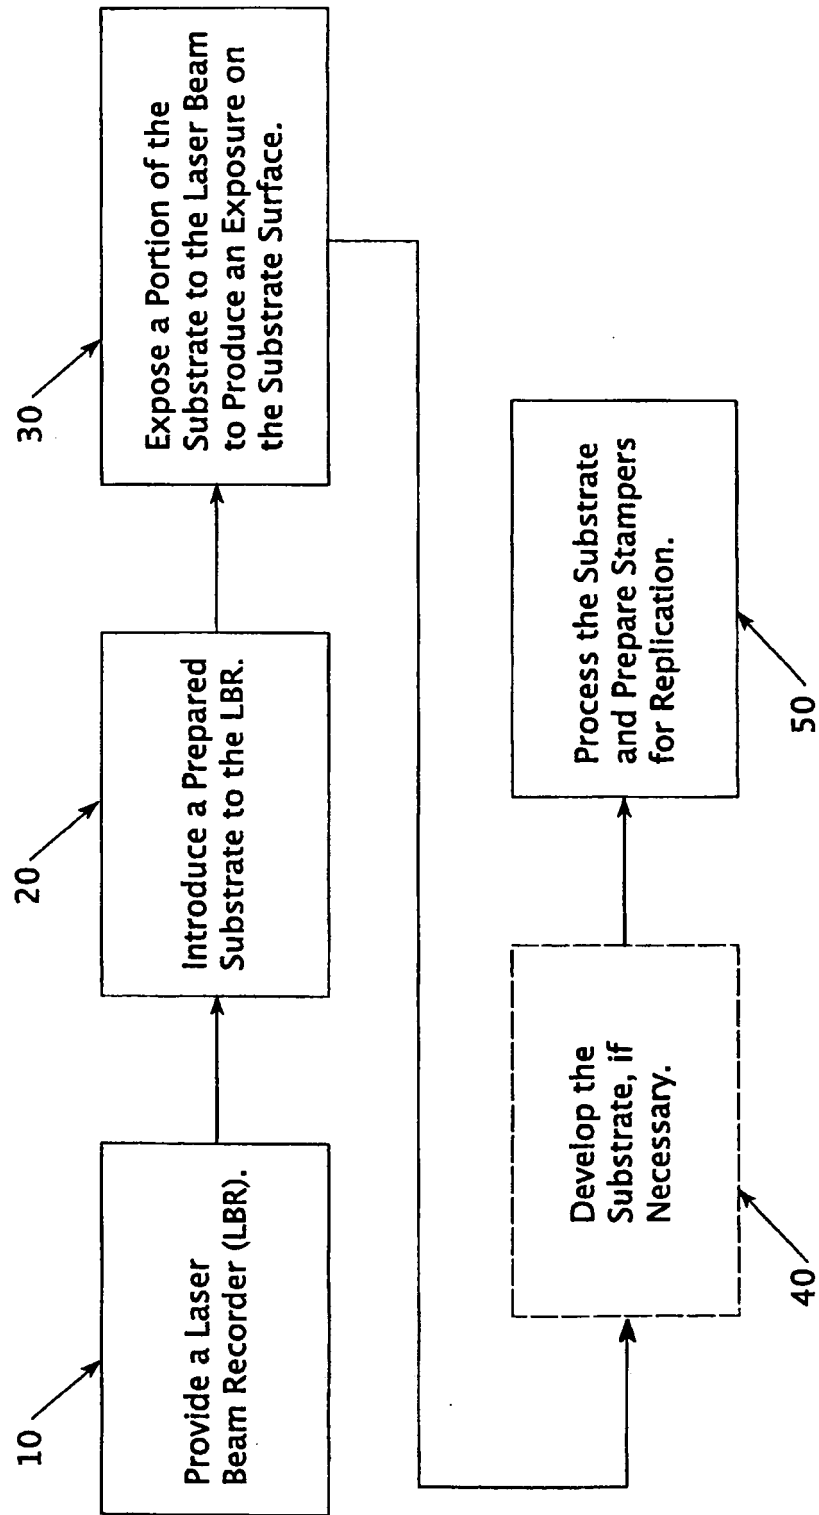 10
Provide a Laser
Beam Recorder (LBR).
20
Introduce a Prepared
Substrate to the LBR.
30
Expose a Portion of the
Substrate to the Laser Beam
to Produce an Exposure on
the Substrate Surface.
Develop the
Substrate, if
Necessary.
40
Process the Substrate
and Prepare Stampers
for Replication.
50